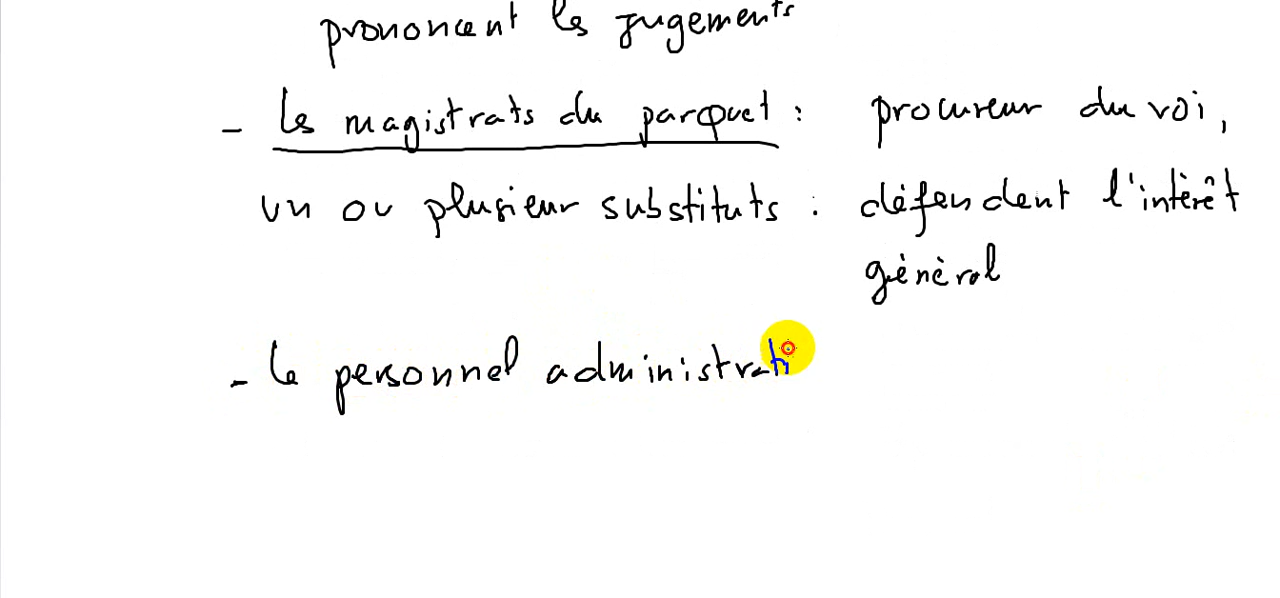 prononcent les jugements
- les magistrats du parquet : procureur du roi,
un ou plusieur substituts : défendent l'intérêt
général
- le personnel administrati